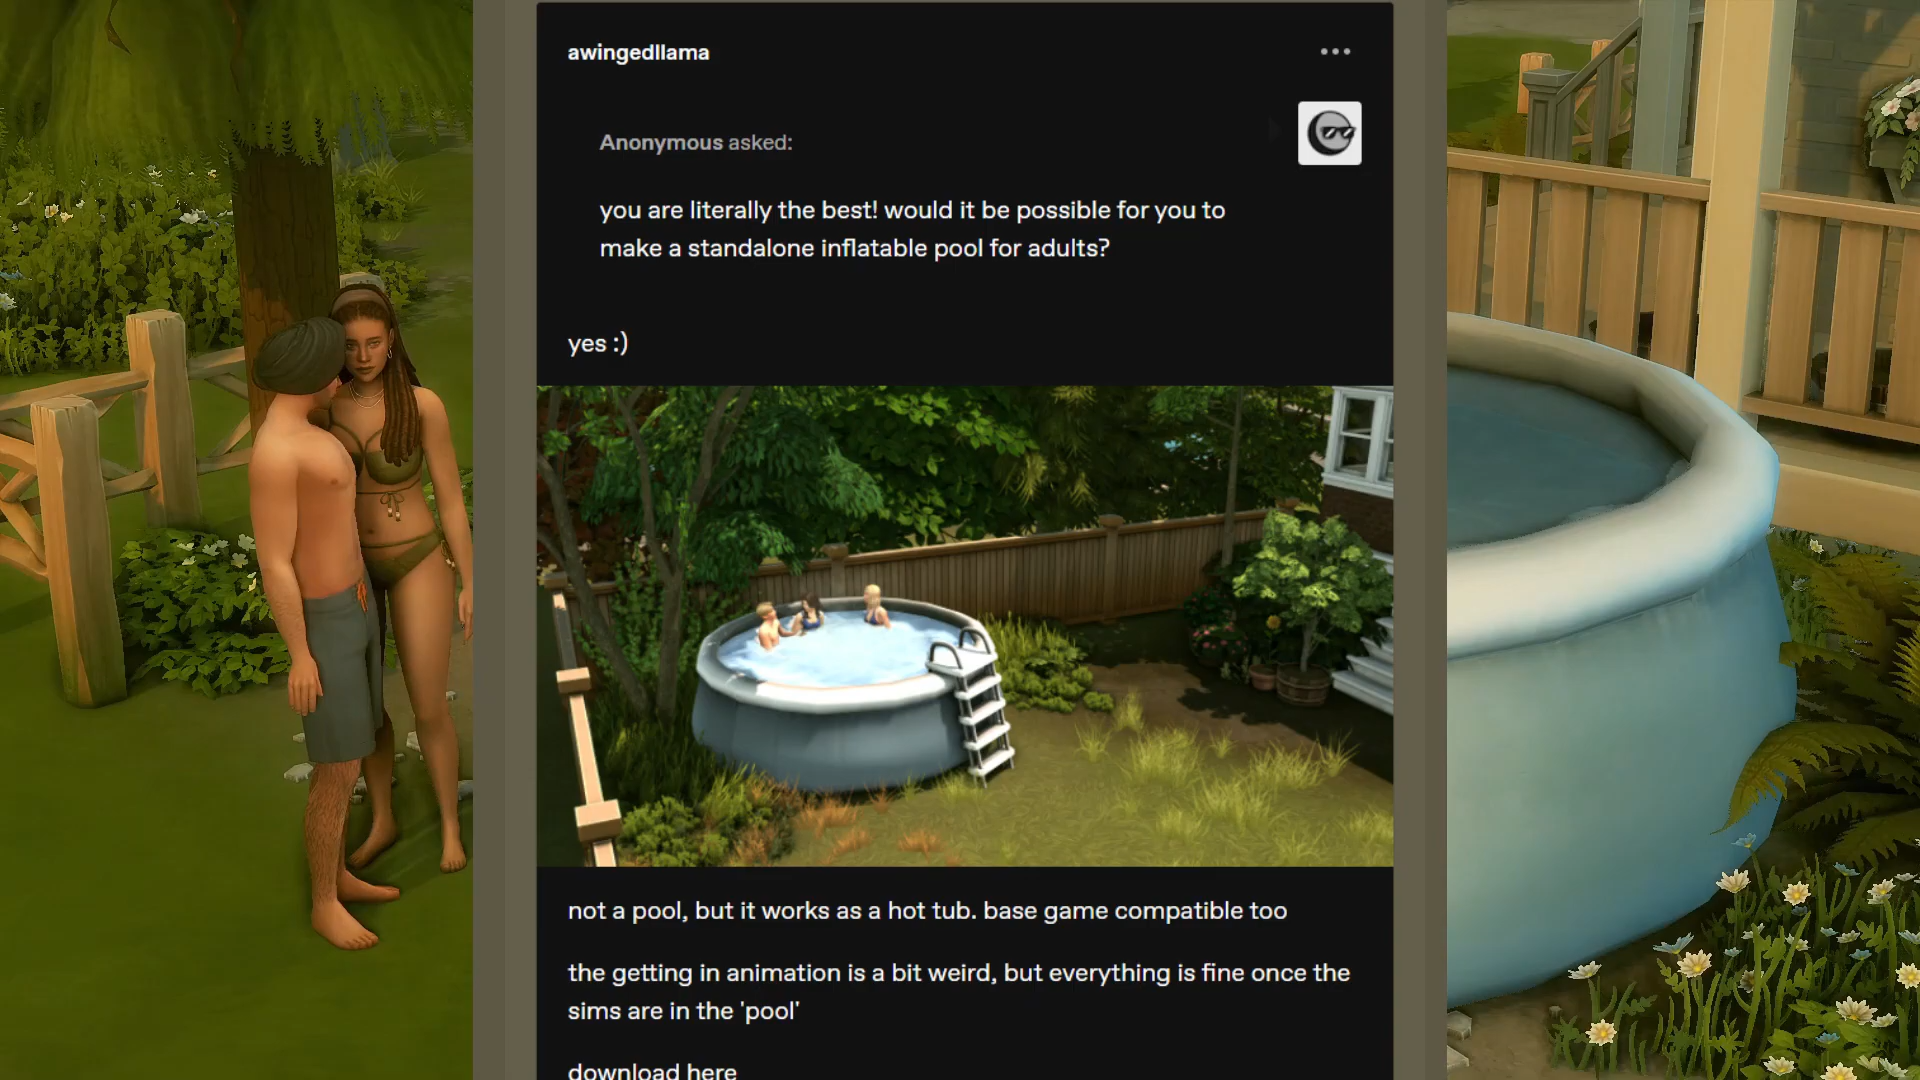 awingedllama
Anonymous asked:
you are literally the best! would it be possible for you to
make a standalone inflatable pool for adults?
yes :)
not a pool, but it works as a hot tub. base game compatible too
the getting in animation is a bit weird, but everything is fine once the
sims are in the 'pool'
download here